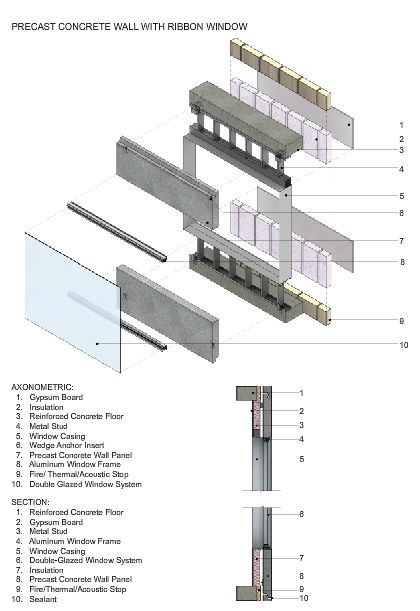 PRECAST CONCRETE WALL WITH RIBBON WINDOW
1
2
3
4
5
6
7
8
9
10
AXONOMETRIC:
1. Gypsum Board
2. Insulation
3. Reinforced Concrete Floor
4. Metal Stud
5. Window Casing
6. Wedge Anchor Insert
7. Precast Concrete Wall Panel
8. Aluminum Window Frame
9. Fire/ Thermal/Acoustic Stop
10. Double Glazed Window System
SECTION:
1. Reinforced Concrete Floor
2. Gypsum Board
3. Metal Stud
4. Aluminum Window Frame
5. Window Casing
6. Double-Glazed Window System
7. Insulation
8. Precast Concrete Wall Panel
9. Fire/Thermal/Acoustic Stop
10. Sealant
1
2
3
4
5
8
7
8
9
10